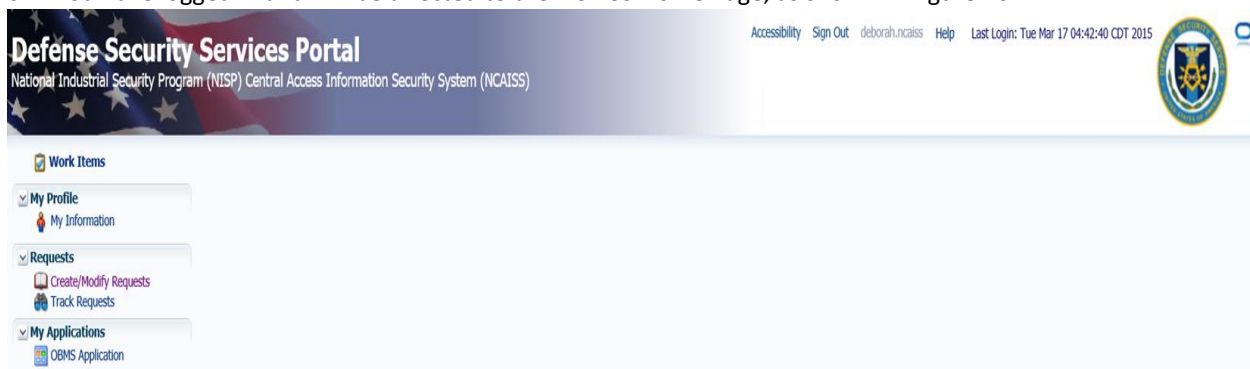 Accessibility Sign Out deborah.ncaiss Help Last Login: Tue Mar 17 04:42:40 CDT 2015
Defense Security Services Portal
National Industrial Security Program (NISP) Central Access Information Security System (NCAISS)
Work Items
My Profile
My Information
Requests
Create/Modify Requests
Track Requests
My Applications
OBMS Application